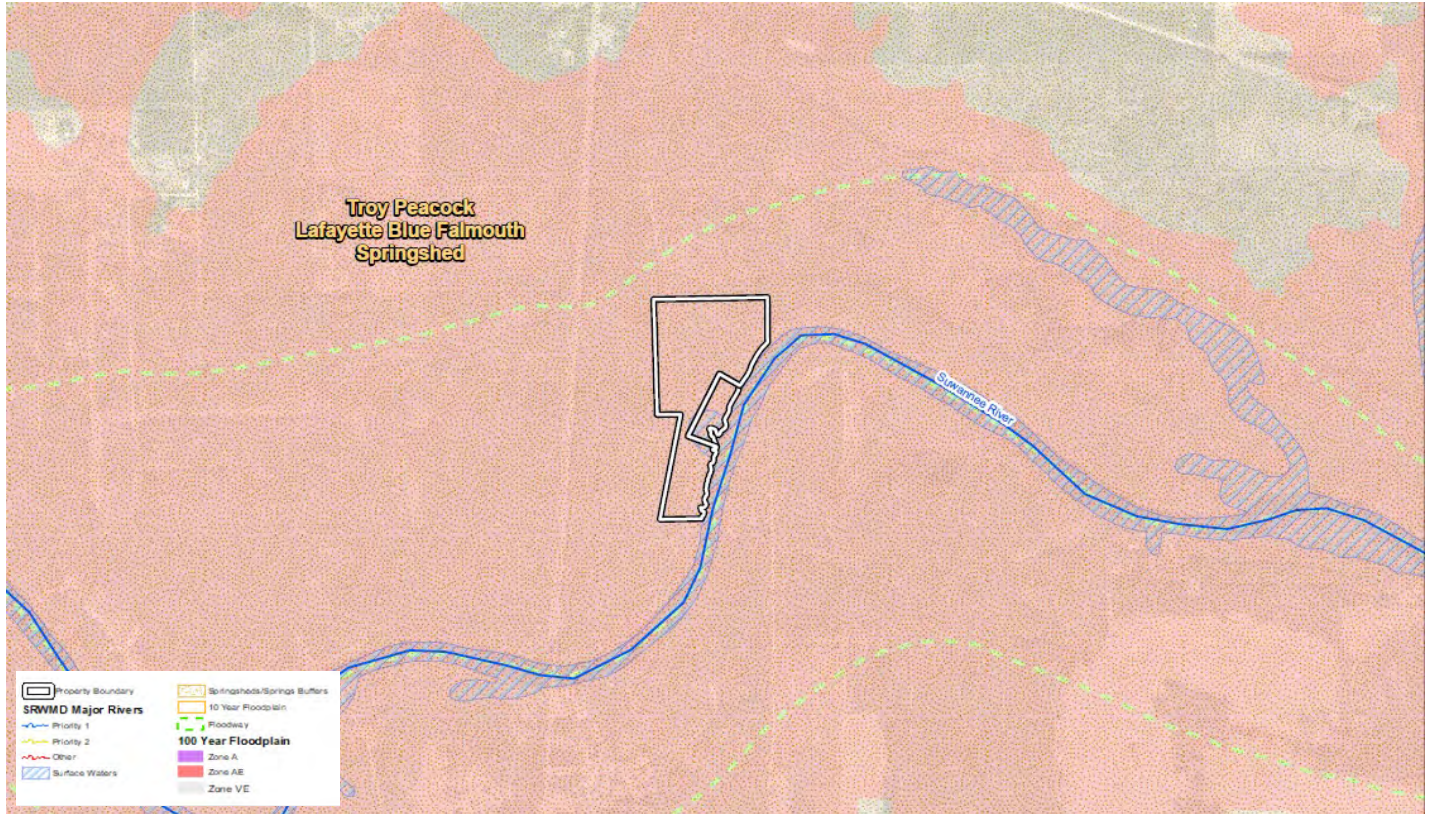 Troy Peacock
Lafayette Blue Falmouth
Springshed
Suwannee River
Property Boundary
SRWMD Major Rivers
Priority 1
Priority 2
Other
Surface Waters
Springsheds/Springs Buffers
10 Year Floodplain
Floodway
100 Year Floodplain
Zone A
Zone AE
Zone VE